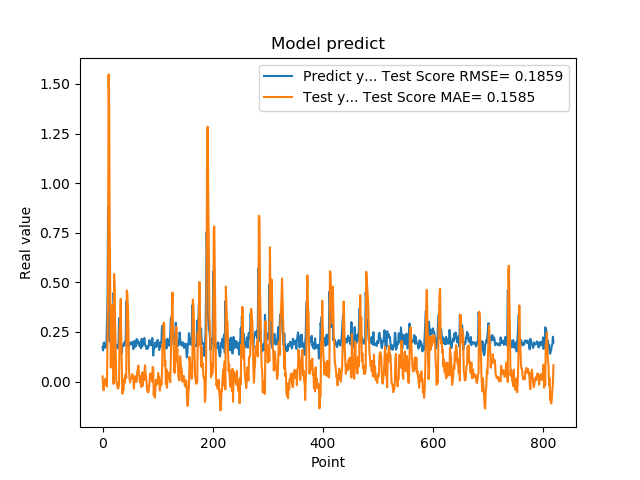 Model predict
Predict y... Test Score RMSE= 0.1859
Test y... Test Score MAE= 0.1585
1.50
1.25
1.00
0.75
0.50
0.25
0.00
Real value
0 200 400 600 800
Point